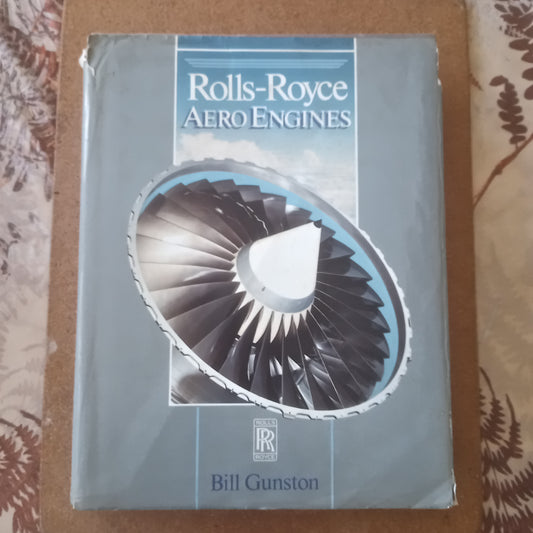 Rolls-Royce
AERO ENGINES
ROLLS
RR
ROYCE
Bill Gunston